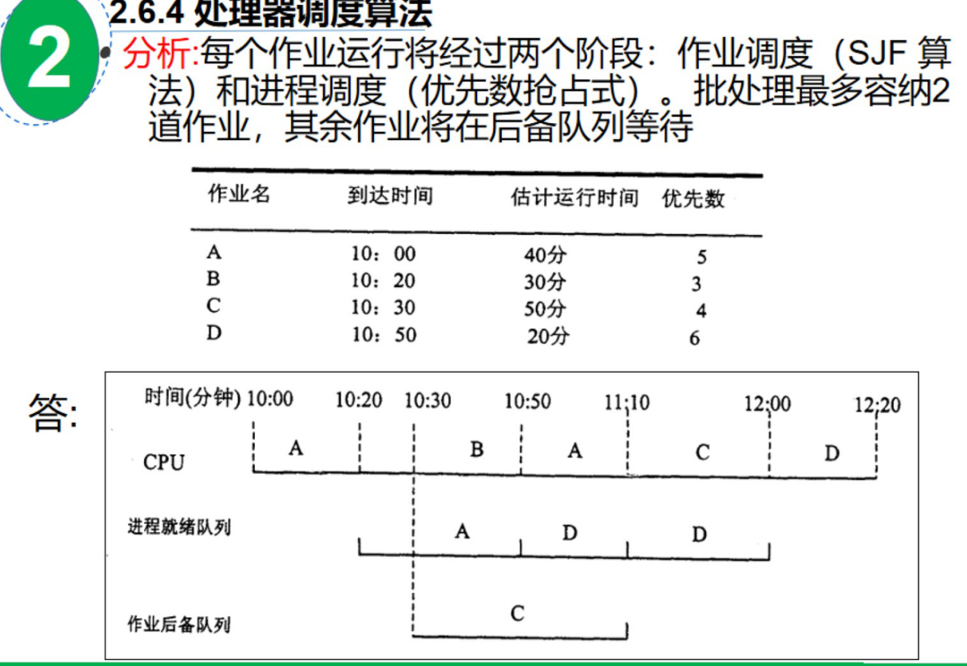 2.6.4 处理器调度算法
2
• 分析:每个作业运行将经过两个阶段：作业调度（SJF 算
法）和进程调度（优先数抢占式）。批处理最多容纳2
道作业，其余作业将在后备队列等待
作业名 到达时间 估计运行时间 优先数
A 10：00 40分 5
B 10：20 30分 3
C 10：30 50分 4
D 10：50 20分 6
答:
时间(分钟) 10:00 10:20 10:30 10:50 11:10 12:00 12:20
CPU A B A C D
进程就绪队列 A D D
作业后备队列 C